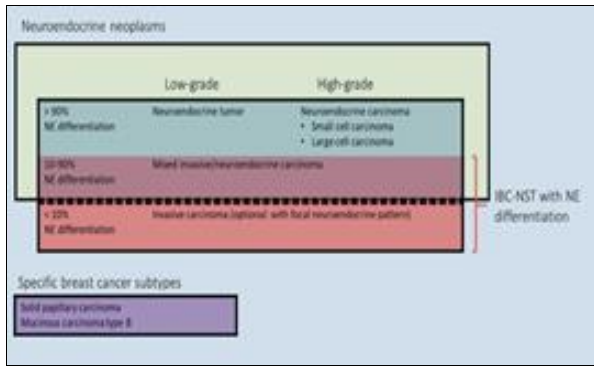 Neuroendocrine neoplasms
Low-grade High-grade
> 90% Neuroendocrine tumor Neuroendocrine carcinoma
NE differentiation • Small cell carcinoma
• Large cell carcinoma
10-90% Mixed invasive/neuroendocrine carcinoma
NE differentiation
IBC-NST with NE
differentiation
< 10% Invasive carcinoma (optional: with focal neuroendocrine pattern)
NE differentiation
Specific breast cancer subtypes
Solid papillary carcinoma
Mucinous carcinoma type B